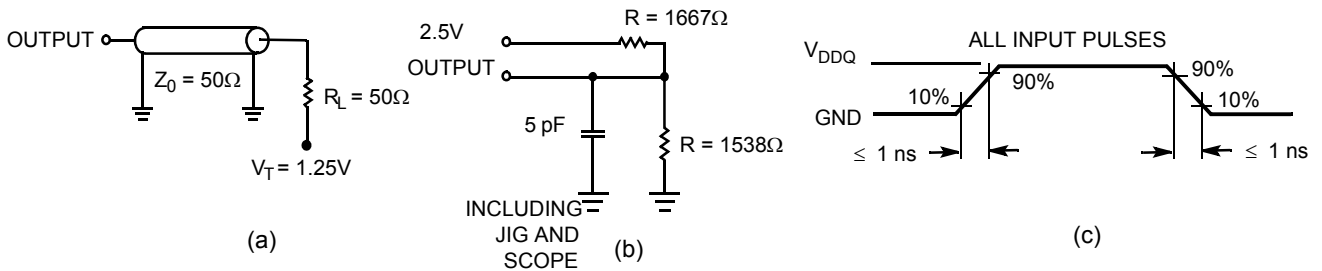 OUTPUT
Z0 = 50Ω
RL = 50Ω
VT = 1.25V
(a)
R = 1667Ω
2.5V
OUTPUT
5 pF
R = 1538Ω
INCLUDING
JIG AND
SCOPE
(b)
ALL INPUT PULSES
VDDQ
90%
90%
10%
10%
GND
≤ 1 ns
≤ 1 ns
(c)